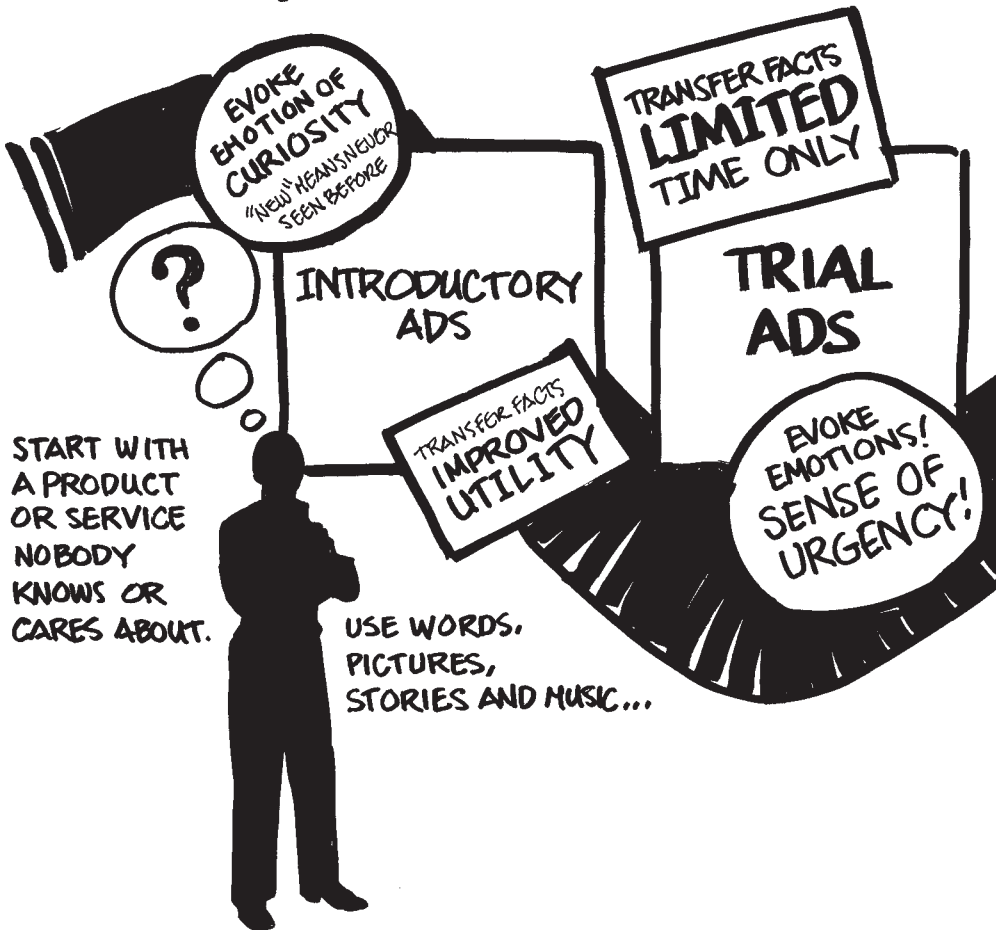 EVOKE
EMOTION OF
CURIOSITY
"NEW" MEANS NEVER
SEEN BEFORE
?
INTRODUCTORY
ADS
TRANSFER FACTS
IMPROVED
UTILITY
TRANSFER FACTS
LIMITED
TIME ONLY
TRIAL
ADS
EVOKE
EMOTIONS!
SENSE OF
URGENCY!
START WITH
A PRODUCT
OR SERVICE
NOBODY
KNOWS OR
CARES ABOUT.
USE WORDS,
PICTURES,
STORIES AND MUSIC...